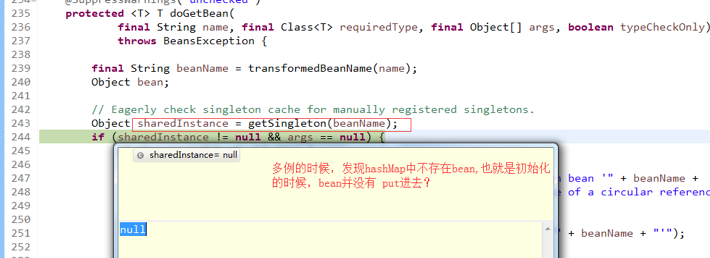 @SuppressWarnings("unchecked")
235 protected <T> T doGetBean(
236 final String name, final Class<T> requiredType, final Object[] args, boolean typeCheckOnly)
237 throws BeansException {
238
239 final String beanName = transformedBeanName(name);
240 Object bean;
241
242 // Eagerly check singleton cache for manually registered singletons.
243 Object sharedInstance = getSingleton(beanName);
244 if (sharedInstance != null && args == null) {
245
sharedInstance= null
246
多例的时候，发现hashMap中不存在bean,也就是初始化
247 n bean '" + beanName +
的时候，bean并没有 put进去？
248 e of a circular referenc
249
250
null
251 " + beanName + "'");
252